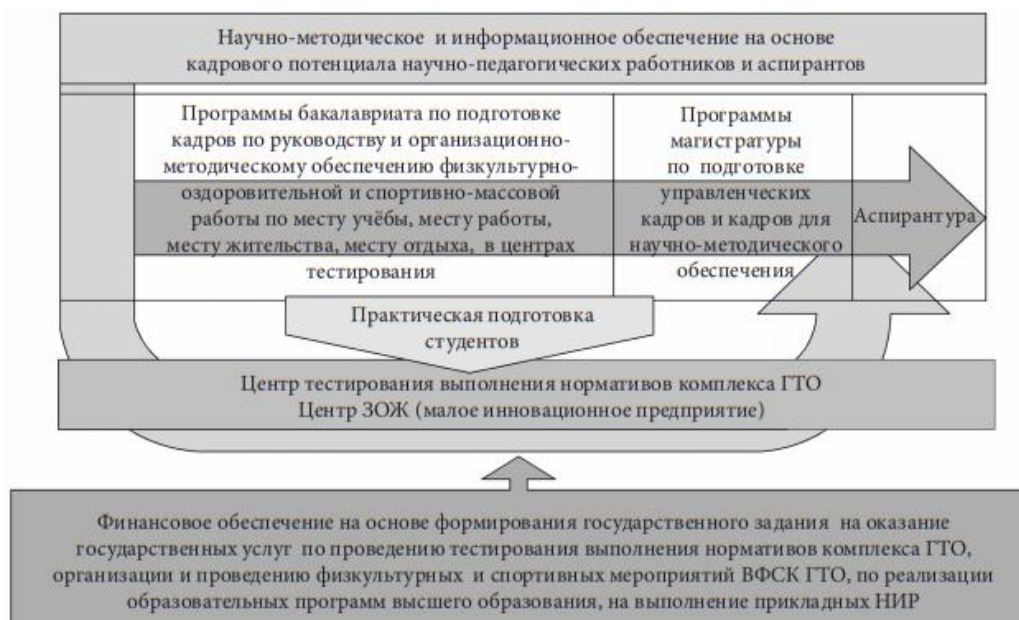 Научно-методическое и информационное обеспечение на основе
кадрового потенциала научно-педагогических работников и аспирантов
Программы бакалавриата по подготовке
кадров по руководству и организационно-
методическому обеспечению физкультурно-
оздоровительной и спортивно-массовой
работы по месту учёбы, месту работы,
месту жительства, месту отдыха, в центрах
тестирования
Программы
магистратуры
по подготовке
управленческих
кадров и кадров для
научно-методического
обеспечения
Аспирантура
Практическая подготовка
студентов
Центр тестирования выполнения нормативов комплекса ГТО
Центр ЗОЖ (малое инновационное предприятие)
Финансовое обеспечение на основе формирования государственного задания на оказание
государственных услуг по проведению тестирования выполнения нормативов комплекса ГТО,
организации и проведению физкультурных и спортивных мероприятий ВФСК ГТО, по реализации
образовательных программ высшего образования, на выполнение прикладных НИР